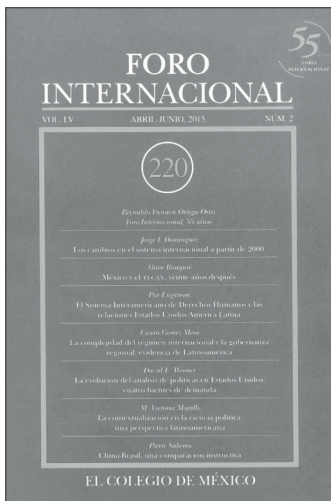 55
FORO
INTERNACIONAL
FORO
INTERNACIONAL
VOL. LV ABRIL-JUNIO, 2015 NÚM. 2
220
Reynaldo Yunuen Ortega Ortiz
Foro Internacional, 55 años
Jorge I. Domínguez
Los cambios en el sistema internacional a partir de 2000
Alain Rouquié
México y el TLCAN, veinte años después
Par Engstrom
El Sistema Interamericano de Derechos Humanos y las
relaciones Estados Unidos-América Latina
Laura Gómez Mera
La complejidad del régimen internacional y la gobernanza
regional: evidencia de Latinoamérica
David L. Weimer
La evolución del análisis de políticas en Estados Unidos:
cuatro fuentes de demanda
M. Victoria Murillo
La contextualización en la ciencia política:
una perspectiva latinoamericana
Pierre Salama
China-Brasil, una comparación instructiva
EL COLEGIO DE MÉXICO